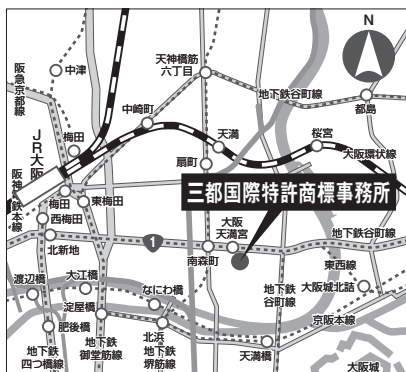 N
天神橋筋
六丁目
阪急京都線
中津
地下鉄谷町線
都島
中崎町
JR大阪
梅田
天満
桜宮
扇町
大阪環状線
阪神電鉄本線
梅田
東梅田
西梅田
三都国際特許商標事務所
大阪
天満宮
北新地
1
南森町
地下鉄谷町線
東西線
渡辺橋
大江橋
なにわ橋
地下鉄
谷町線
大阪城北詰
淀屋橋
京阪本線
肥後橋
北浜
地下鉄
四つ橋線
地下鉄
御堂筋線
地下鉄
堺筋線
天満橋
大阪城